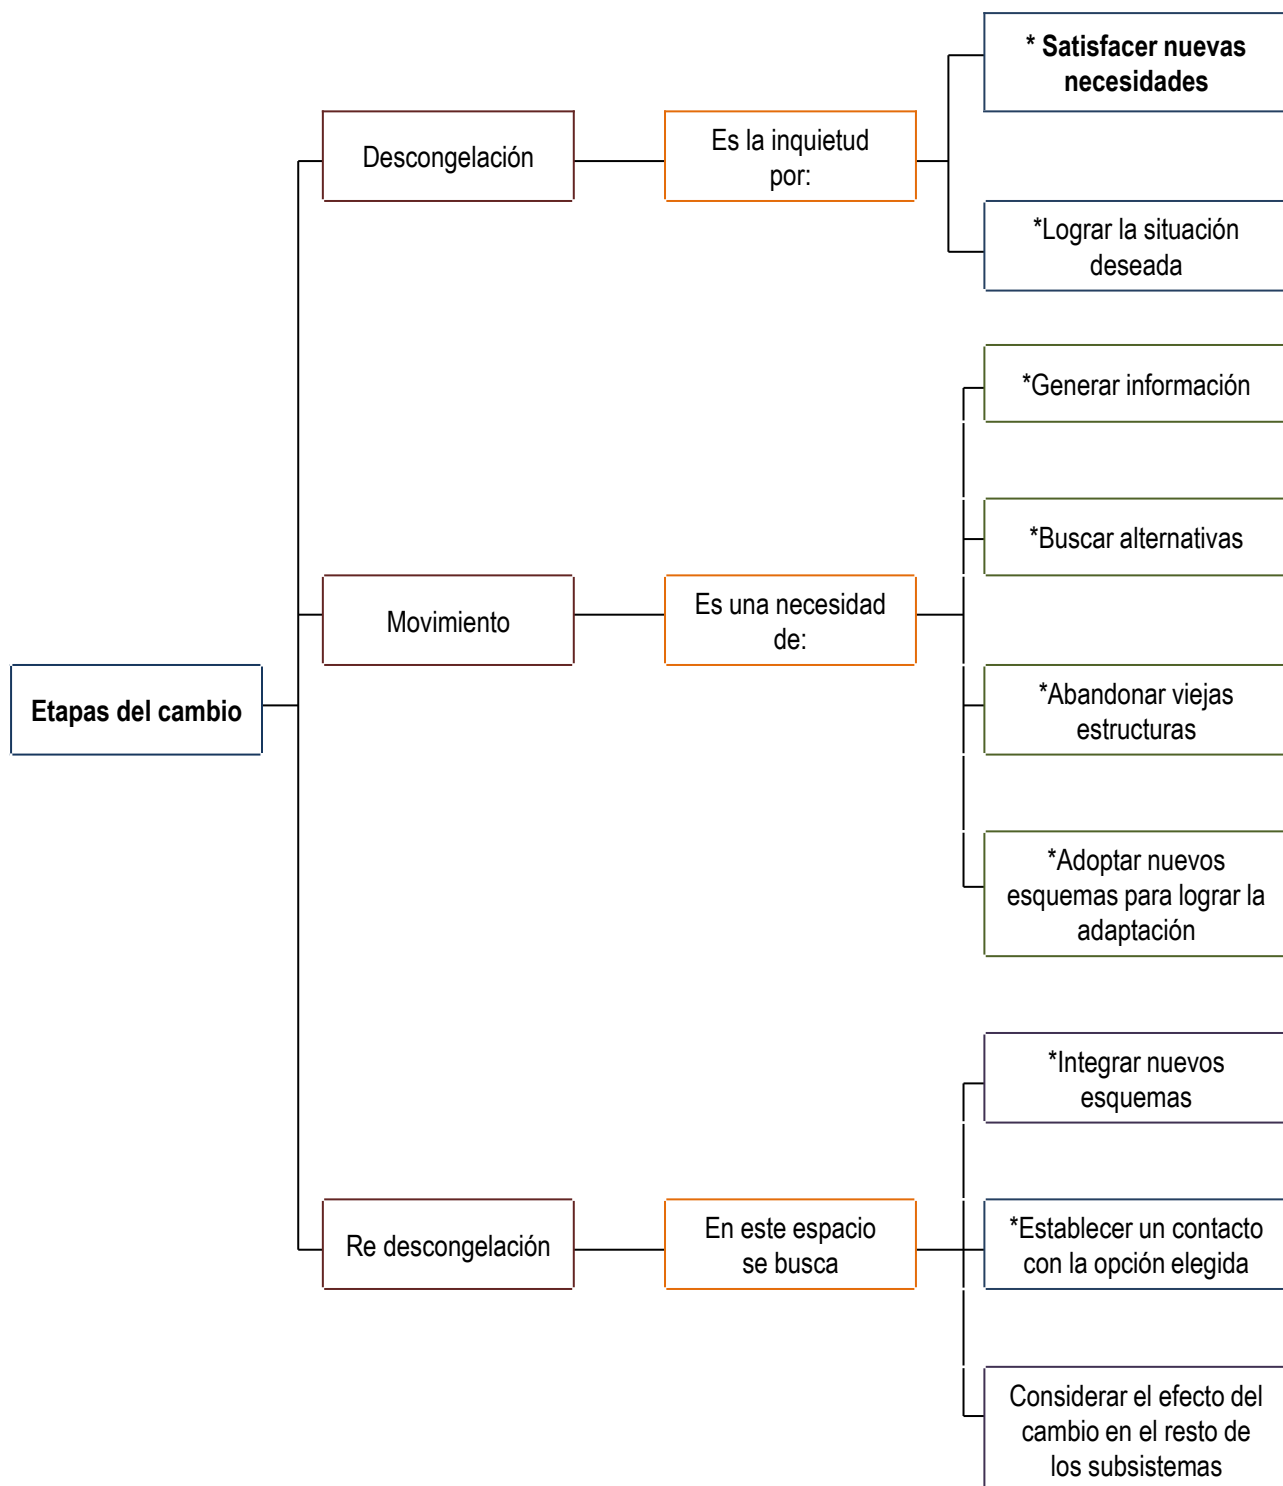 * Satisfacer nuevas
necesidades
Descongelación
Es la inquietud
por:
*Lograr la situación
deseada
*Generar información
*Buscar alternativas
Movimiento
Es una necesidad
de:
Etapas del cambio
*Abandonar viejas
estructuras
*Adoptar nuevos
esquemas para lograr la
adaptación
*Integrar nuevos
esquemas
Re descongelación
En este espacio
se busca
*Establecer un contacto
con la opción elegida
Considerar el efecto del
cambio en el resto de
los subsistemas